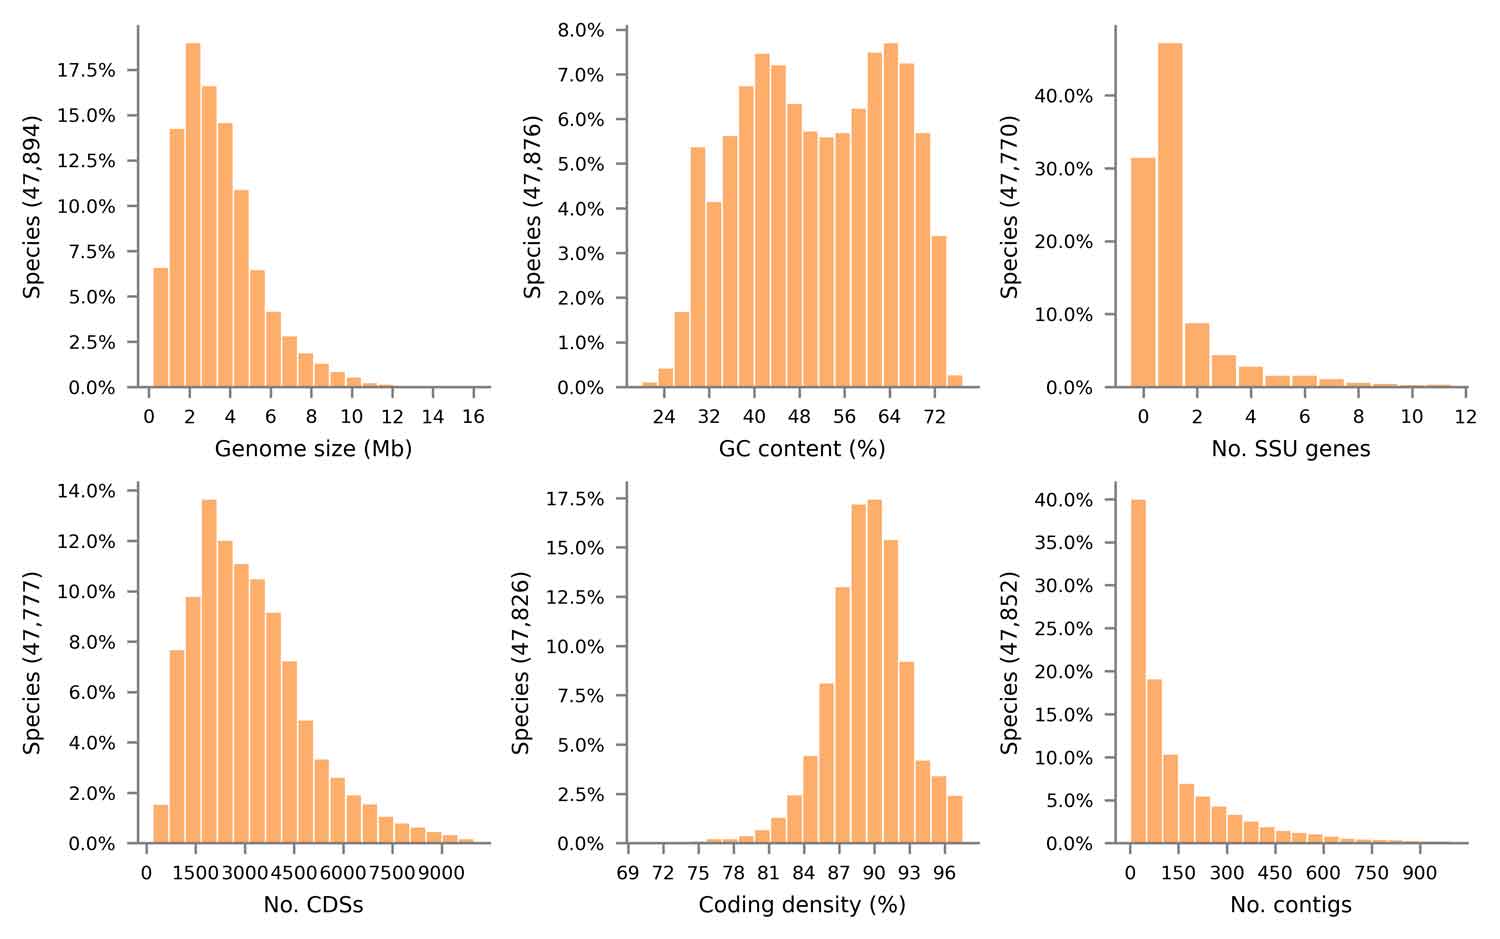 Species (47,894)
17.5%
15.0%
12.5%
10.0%
7.5%
5.0%
2.5%
0.0%
0 2 4 6 8 10 12 14 16
Genome size (Mb)
Species (47,876)
8.0%
7.0%
6.0%
5.0%
4.0%
3.0%
2.0%
1.0%
0.0%
24 32 40 48 56 64 72
GC content (%)
Species (47,770)
40.0%
30.0%
20.0%
10.0%
0.0%
0 2 4 6 8 10 12
No. SSU genes
Species (47,777)
14.0%
12.0%
10.0%
8.0%
6.0%
4.0%
2.0%
0.0%
0 1500 3000 4500 6000 7500 9000
No. CDSs
Species (47,826)
17.5%
15.0%
12.5%
10.0%
7.5%
5.0%
2.5%
0.0%
69 72 75 78 81 84 87 90 93 96
Coding density (%)
Species (47,852)
40.0%
35.0%
30.0%
25.0%
20.0%
15.0%
10.0%
5.0%
0.0%
0 150 300 450 600 750 900
No. contigs